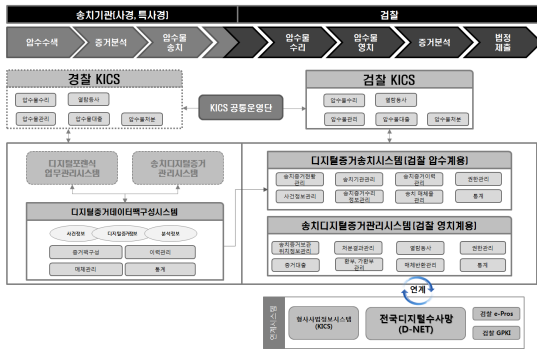 송치기관(사경, 특사경)
검찰
압수수색
증거분석
압수물
송치
압수물
수리
압수물
영치
증거분석
법정
제출
경찰 KICS
압수물수리
열람등사
압수물관리
압수물대출
압수물처분
KICS 공통운영단
검찰 KICS
압수물수리
열람등사
압수물관리
압수물대출
압수물처분
디지털포렌식
업무관리시스템
송치디지털증거
관리시스템
디지털증거데이터팩구성시스템
사건정보
디지털증거정보
분석정보
증거팩구성
이력관리
매체관리
통계
디지털증거송치시스템(검찰 압수계용)
송치증거현황
관리
송치기관관리
송치증거이력
관리
권한관리
사건정보관리
송치증거수리
정보관리
송치 매체물
관리
통계
송치디지털증거관리시스템(검찰 영치계용)
송치증거보관
위치정보관리
처분결과관리
열람등사
권한관리
증거대출
환부, 가환부
관리
매체반환관리
통계
연계
연계시스템
형사사법정보시스템
(KICS)
전국디지털수사망
(D-NET)
검찰 e-Pros
검찰 GPKI